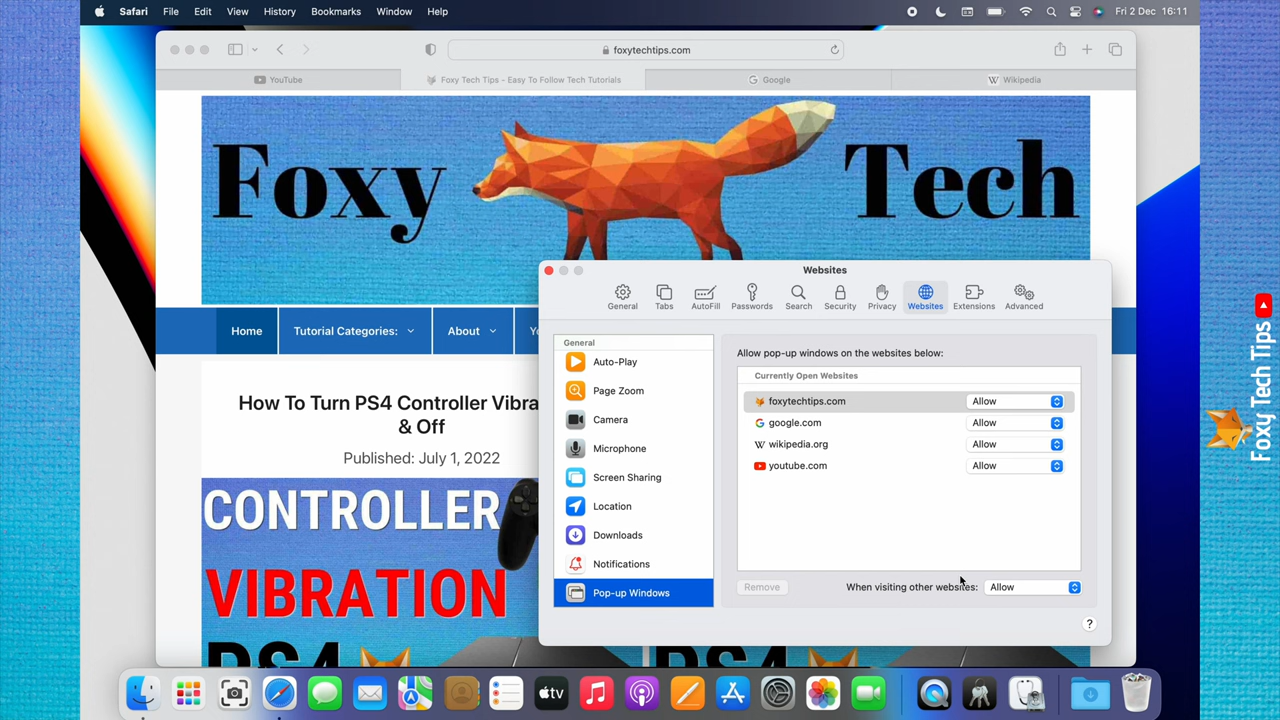 Safari File Edit View History Bookmarks Window Help
Fri 2 Dec 16:11
foxytechtips.com
YouTube
Foxy Tech Tips - Easy To Follow Tech Tutorials
Google
Wikipedia
Foxy Tech
Home
Tutorial Categories:
About
How To Turn PS4 Controller Vibra
& Off
Published: July 1, 2022
CONTROLLER
VIBRATION
PS4
Websites
General
Tabs
AutoFill
Passwords
Search
Security
Privacy
Websites
Extensions
Advanced
General
Auto-Play
Page Zoom
Camera
Microphone
Screen Sharing
Location
Downloads
Notifications
Pop-up Windows
Allow pop-up windows on the websites below:
Currently Open Websites
foxytechtips.com Allow
google.com Allow
wikipedia.org Allow
youtube.com Allow
Remove
When visiting other websites: Allow
?
tv
Foxy Tech Tips